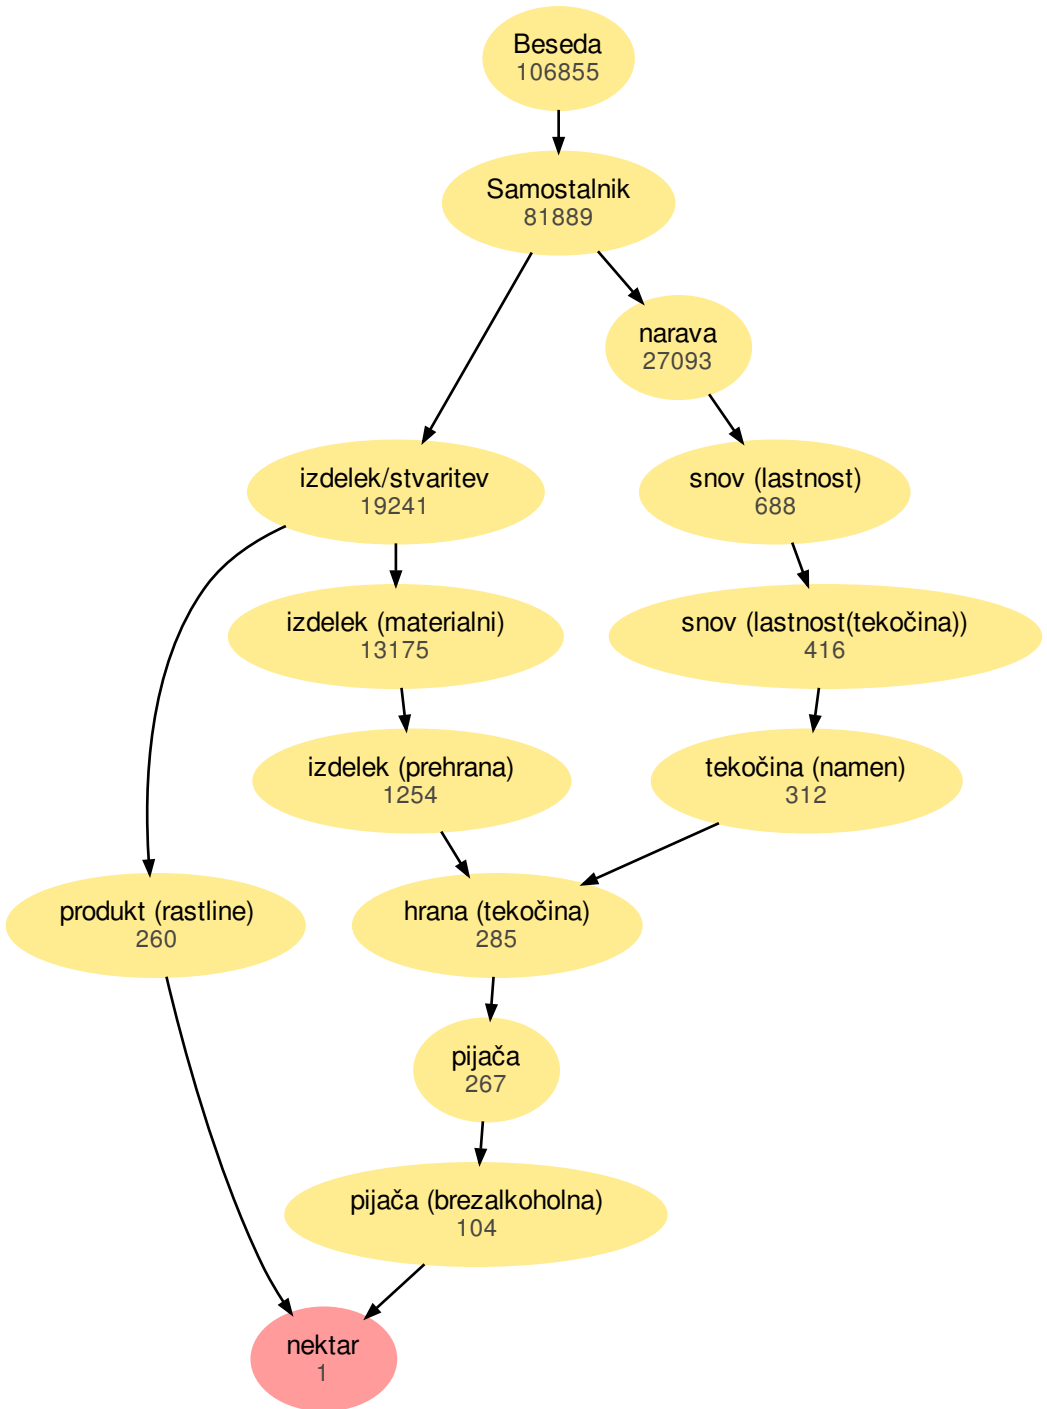 Beseda
106855
Samostalnik
81889
narava
27093
izdelek/stvaritev
19241
snov (lastnost)
688
izdelek (materialni)
13175
snov (lastnost(tekočina))
416
izdelek (prehrana)
1254
tekočina (namen)
312
produkt (rastline)
260
hrana (tekočina)
285
pijača
267
pijača (brezalkoholna)
104
nektar
1